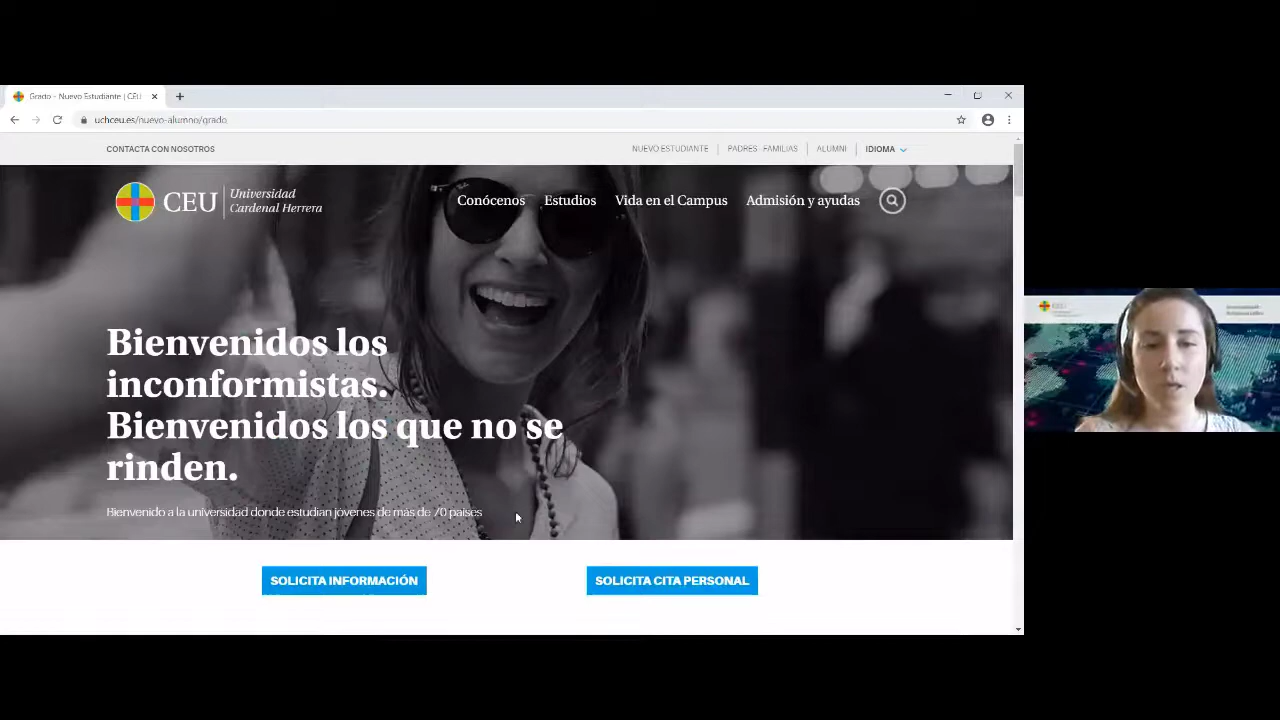 Grado - Nuevo Estudiante | CEU
uchceu.es/nuevo-alumno/grado
CONTACTA CON NOSOTROS
NUEVO ESTUDIANTE
PADRES - FAMILIAS
ALUMNI
IDIOMA
CEU
Universidad
Cardenal Herrera
Conócenos
Estudios
Vida en el Campus
Admisión y ayudas
Bienvenidos los
inconformistas.
Bienvenidos los que no se
rinden.
Bienvenido a la universidad donde estudian jóvenes de más de 70 países
SOLICITA INFORMACIÓN
SOLICITA CITA PERSONAL
CEU